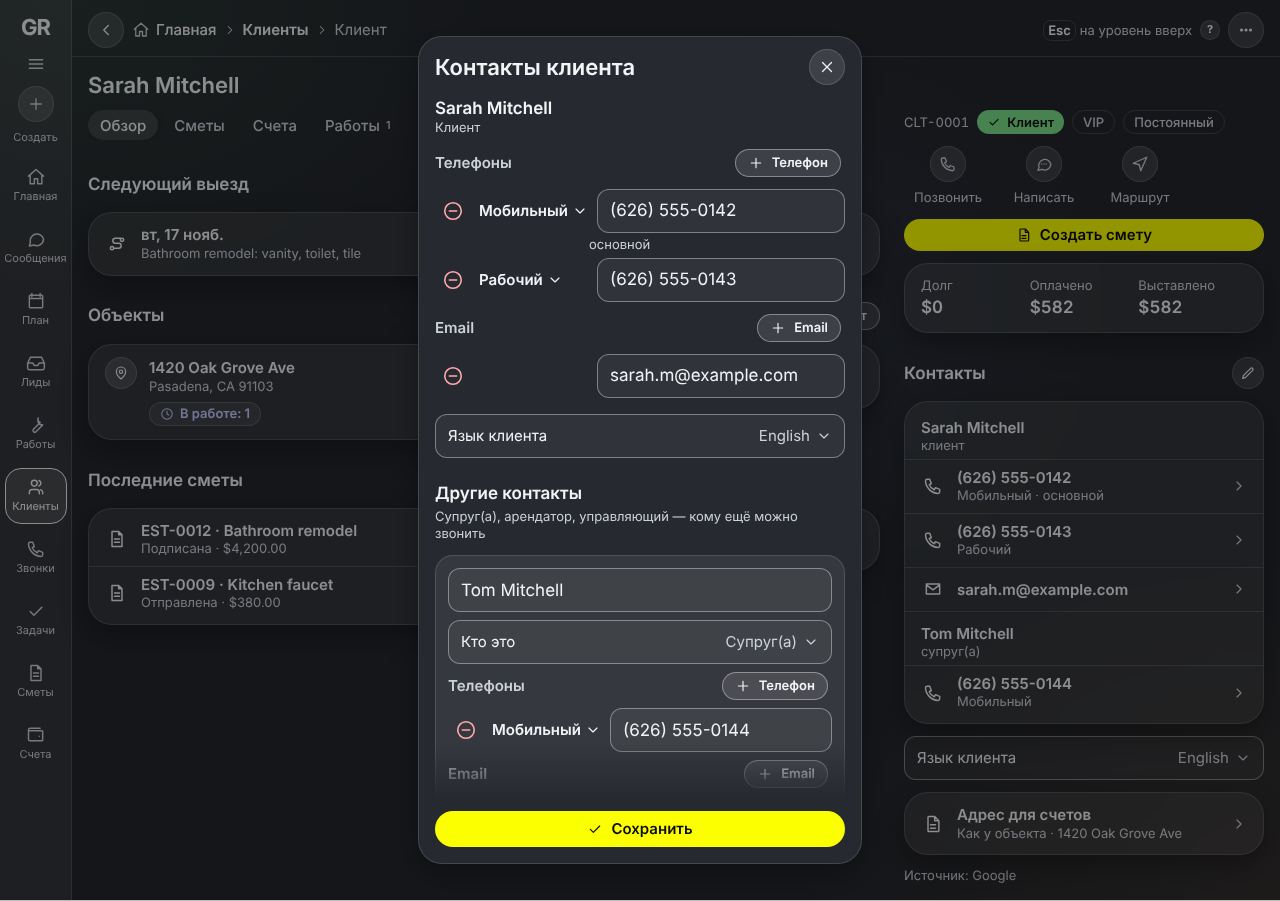 GR
Создать
Главная
Сообщения
План
Лиды
Работы
Клиенты
Звонки
Задачи
Сметы
Счета
Главная
Клиенты
Клиент
Esc на уровень вверх ?
Sarah Mitchell
Обзор
Сметы
Счета
Работы 1
Следующий выезд
вт, 17 нояб.
Bathroom remodel: vanity, toilet, tile
Объекты
т
1420 Oak Grove Ave
Pasadena, CA 91103
В работе: 1
Последние сметы
EST-0012 · Bathroom remodel
Подписана · $4,200.00
EST-0009 · Kitchen faucet
Отправлена · $380.00
Контакты клиента
Sarah Mitchell
Клиент
Телефоны
Телефон
Мобильный
(626) 555-0142
основной
Рабочий
(626) 555-0143
Email
Email
sarah.m@example.com
Язык клиента
English
Другие контакты
Супруг(а), арендатор, управляющий — кому ещё можно
звонить
Tom Mitchell
Кто это
Супруг(а)
Телефоны
Телефон
Мобильный
(626) 555-0144
Email
Email
Сохранить
CLT-0001
Клиент
VIP
Постоянный
Позвонить
Написать
Маршрут
Создать смету
Долг
Оплачено
Выставлено
$0
$582
$582
Контакты
Sarah Mitchell
клиент
(626) 555-0142
Мобильный · основной
(626) 555-0143
Рабочий
sarah.m@example.com
Tom Mitchell
супруг(а)
(626) 555-0144
Мобильный
Язык клиента
English
Адрес для счетов
Как у объекта · 1420 Oak Grove Ave
Источник: Google